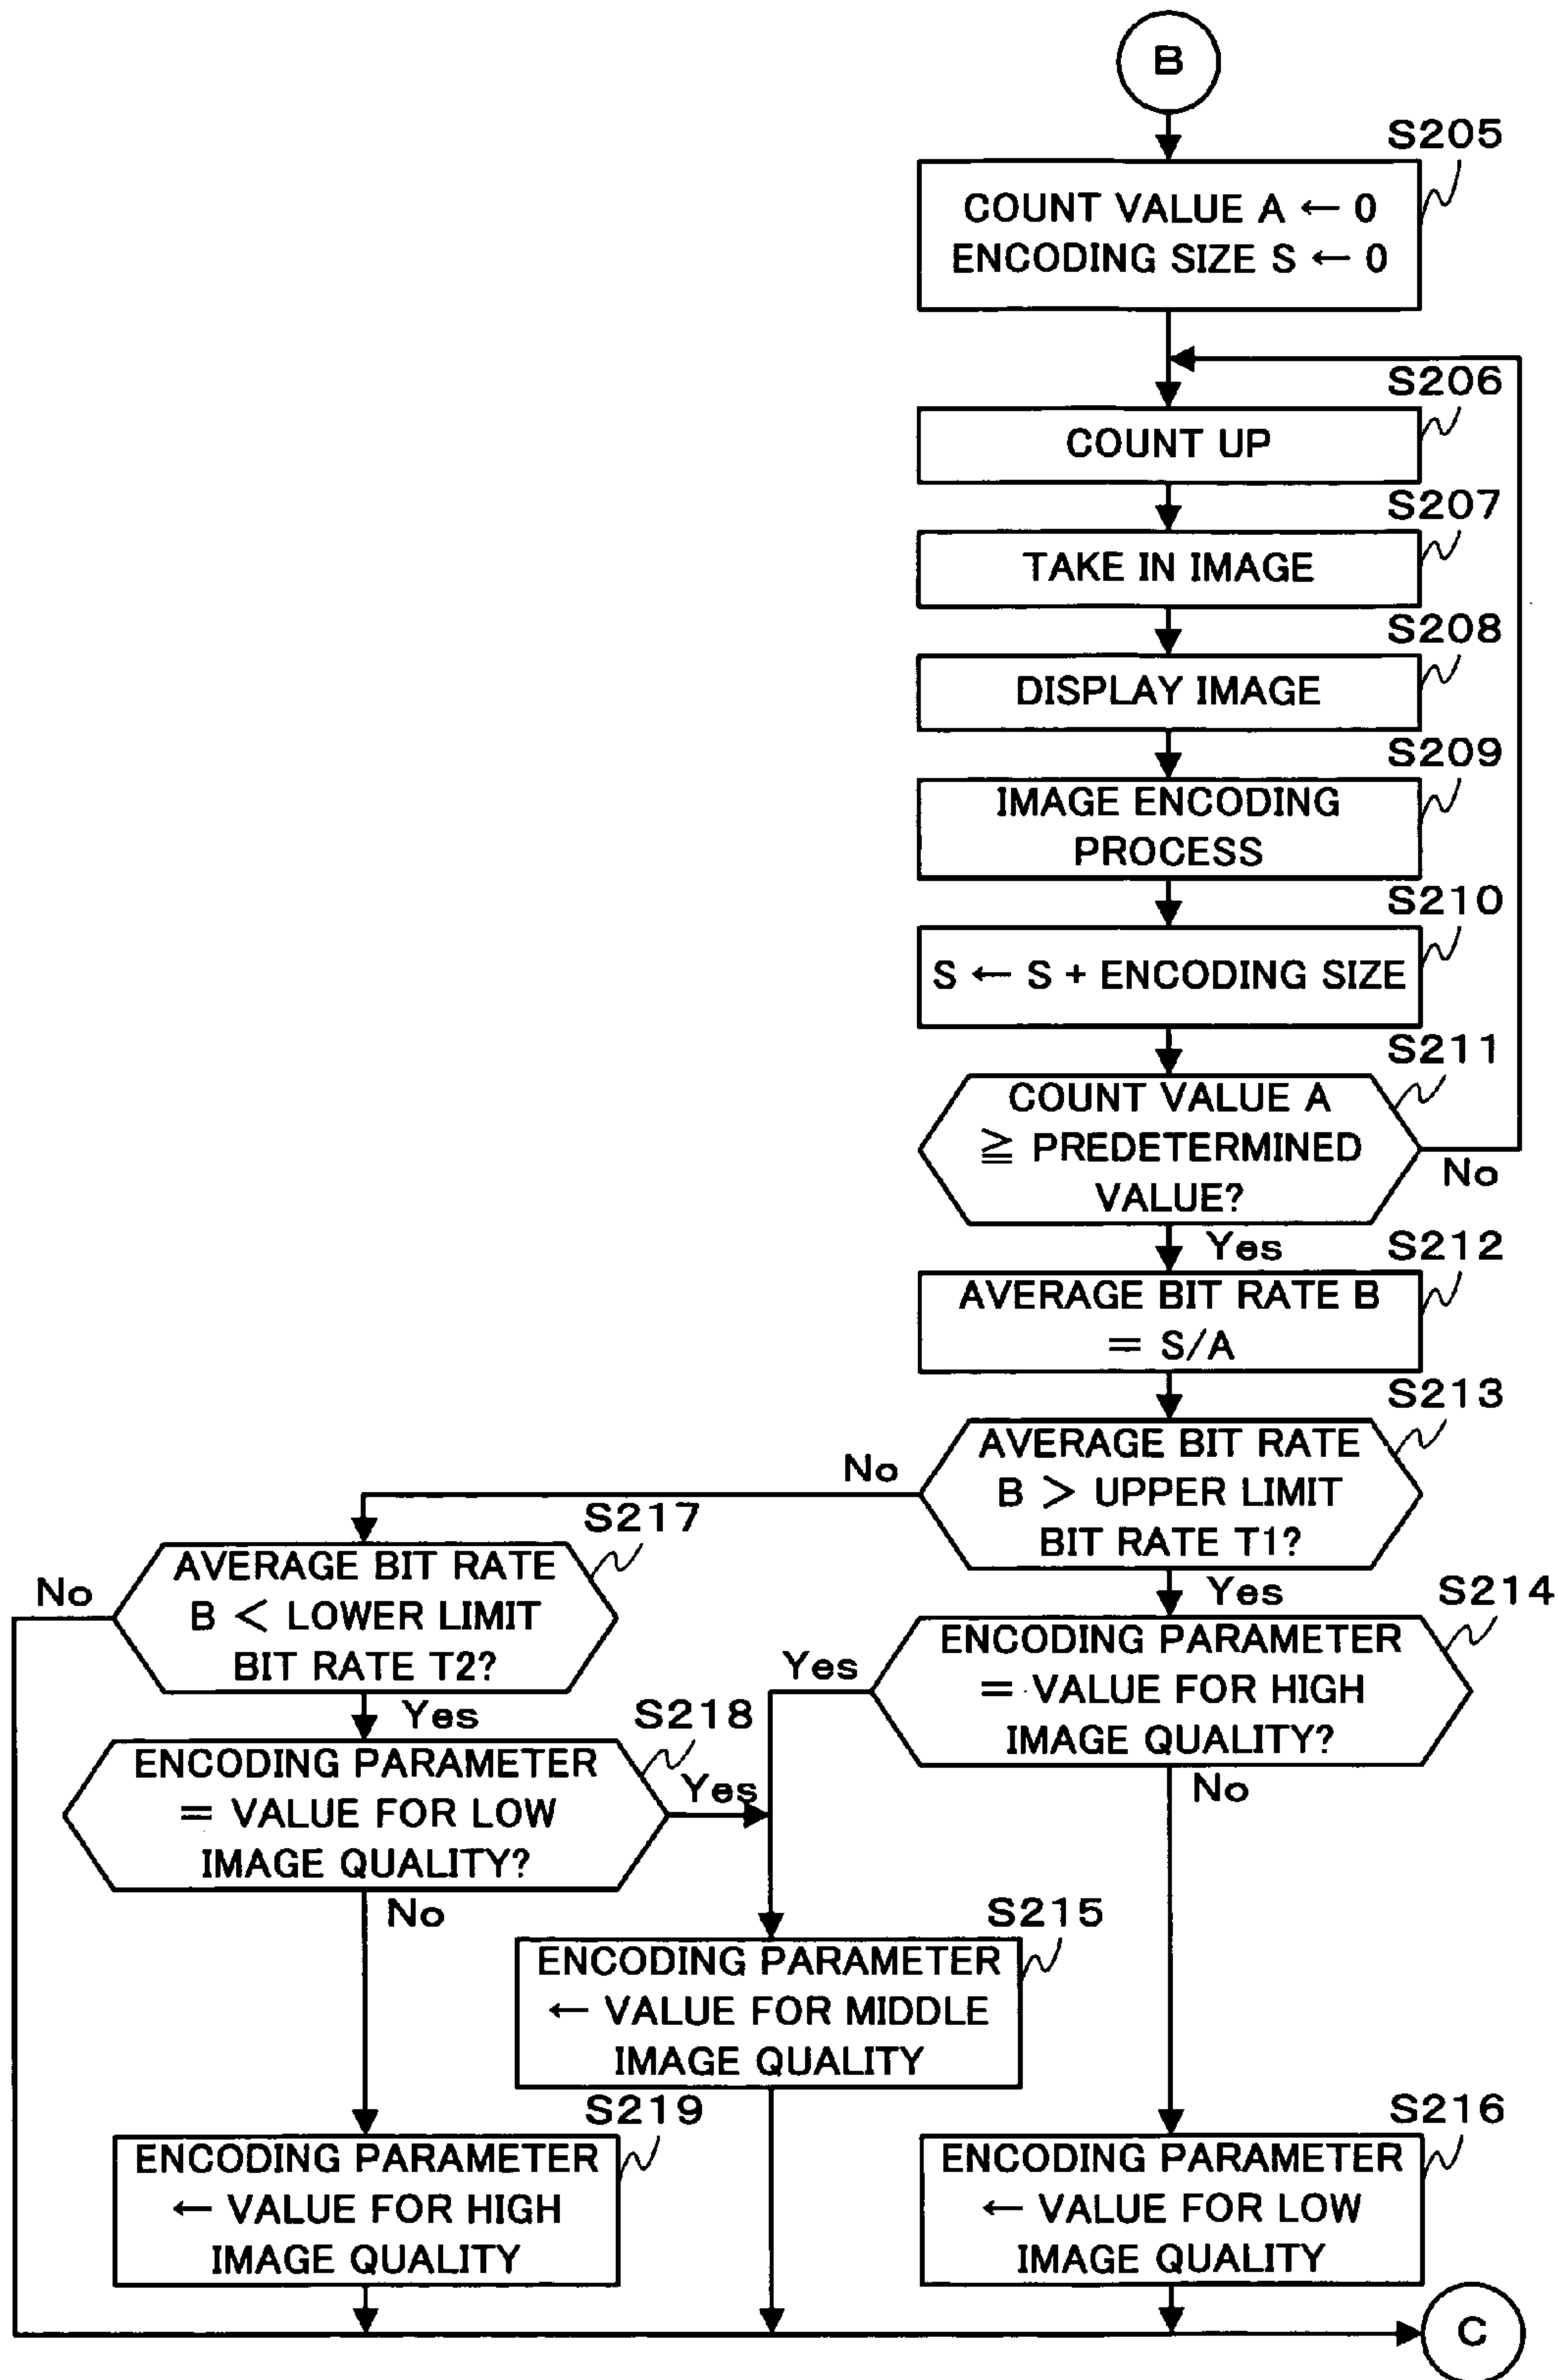 B
S205
COUNT VALUE A ← 0
ENCODING SIZE S ← 0
S206
COUNT UP
S207
TAKE IN IMAGE
S208
DISPLAY IMAGE
S209
IMAGE ENCODING
PROCESS
S210
S ← S + ENCODING SIZE
S211
COUNT VALUE A
≧ PREDETERMINED
VALUE?
No
Yes
S212
AVERAGE BIT RATE B
= S/A
S213
AVERAGE BIT RATE
B > UPPER LIMIT
BIT RATE T1?
No
Yes
S217
AVERAGE BIT RATE
B < LOWER LIMIT
BIT RATE T2?
No
Yes
S214
ENCODING PARAMETER
= VALUE FOR HIGH
IMAGE QUALITY?
Yes
No
S218
ENCODING PARAMETER
= VALUE FOR LOW
IMAGE QUALITY?
Yes
No
S215
ENCODING PARAMETER
← VALUE FOR MIDDLE
IMAGE QUALITY
S219
ENCODING PARAMETER
← VALUE FOR HIGH
IMAGE QUALITY
S216
ENCODING PARAMETER
← VALUE FOR LOW
IMAGE QUALITY
C